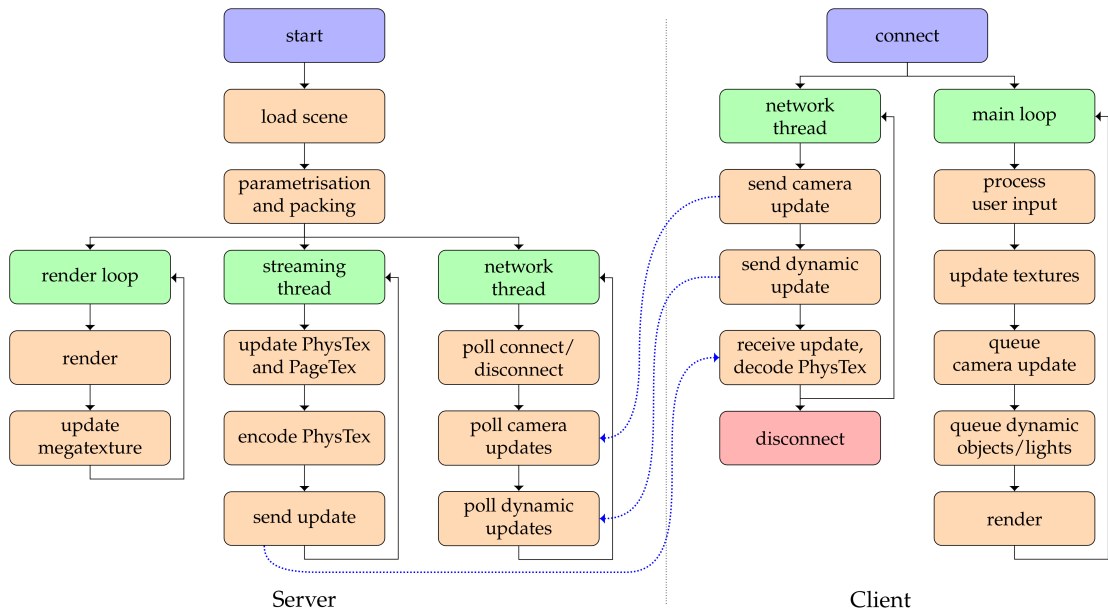 start
load scene
parametrisation
and packing
render loop
render
update
megatexture
streaming
thread
update PhysTex
and PageTex
encode PhysTex
send update
network
thread
poll connect/
disconnect
poll camera
updates
poll dynamic
updates
Server
connect
network
thread
send camera
update
send dynamic
update
receive update,
decode PhysTex
disconnect
main loop
process
user input
update textures
queue
camera update
queue dynamic
objects/lights
render
Client